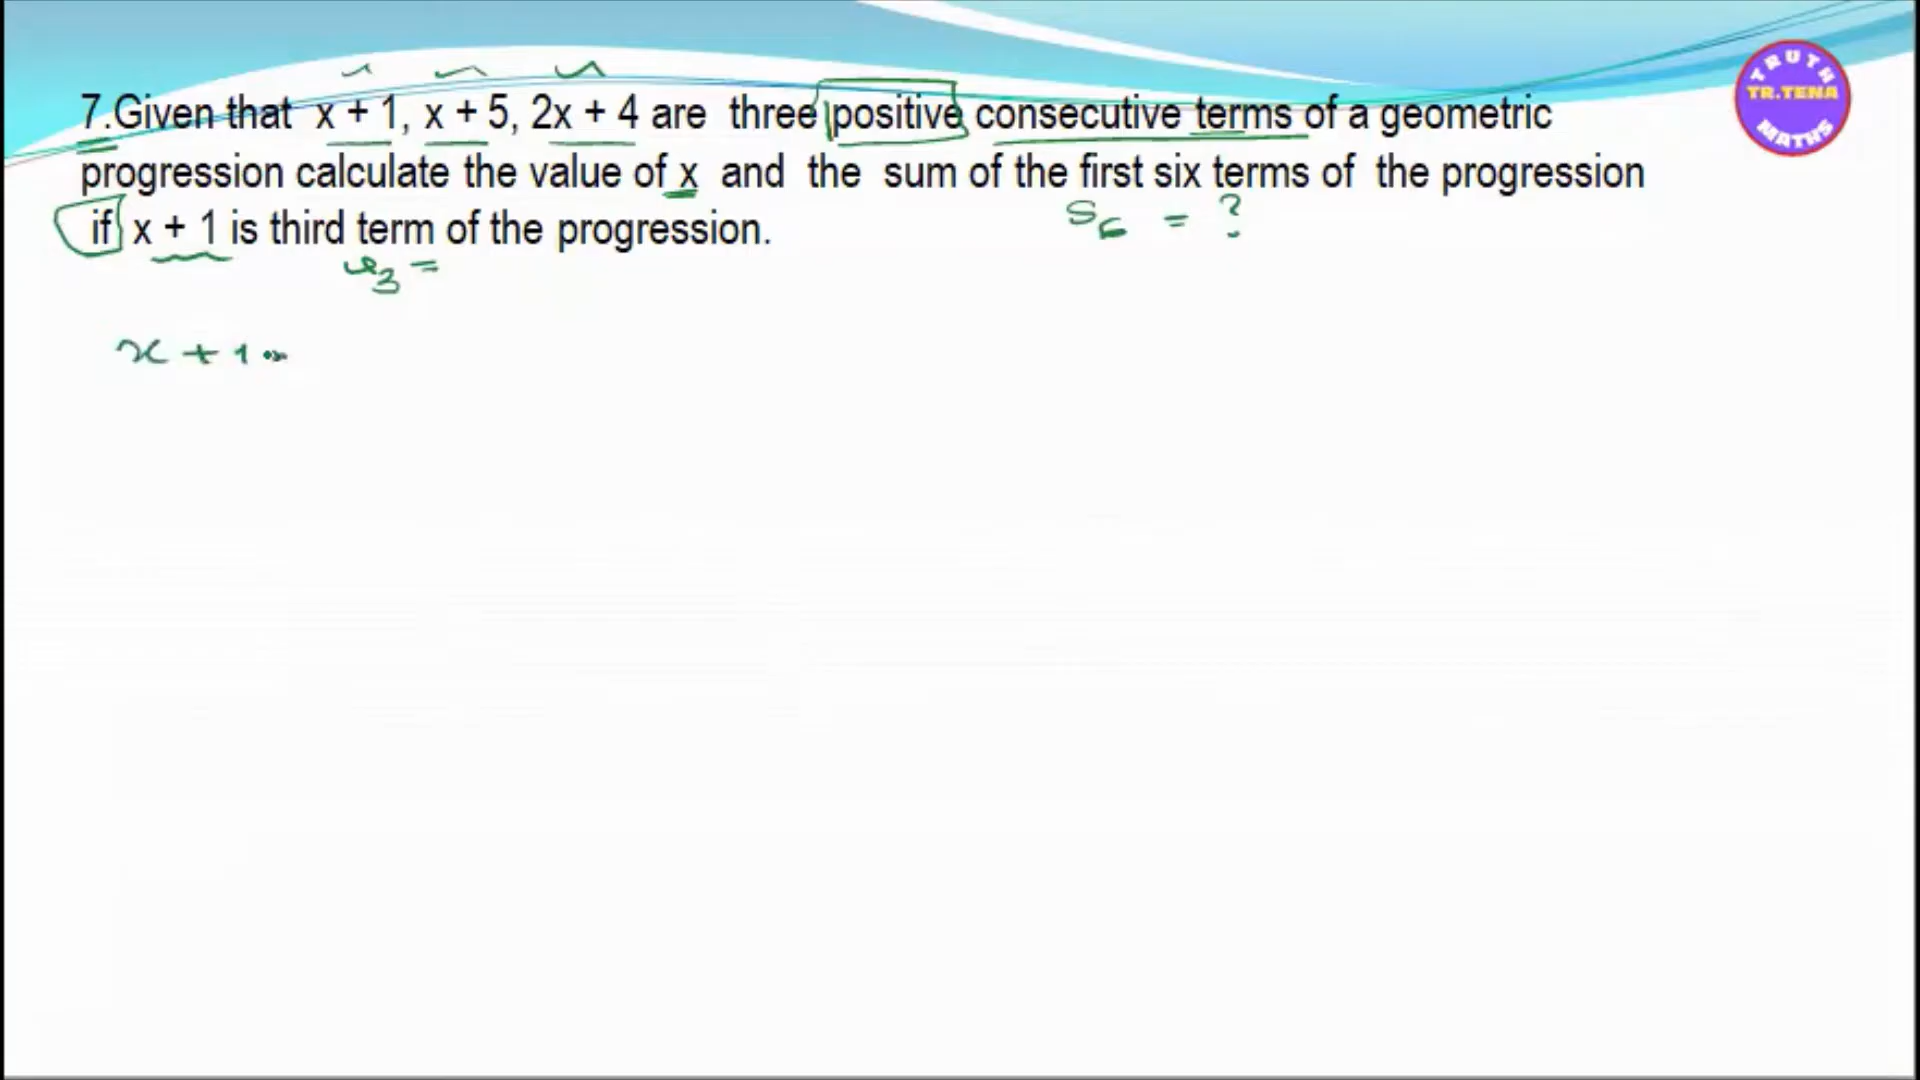 TRUTH
TR.TENA
MATHS
7.Given that x + 1, x + 5, 2x + 4 are three positive consecutive terms of a geometric
progression calculate the value of x and the sum of the first six terms of the progression
if x + 1 is third term of the progression.
S₆ = ?
u₃ =
x + 1